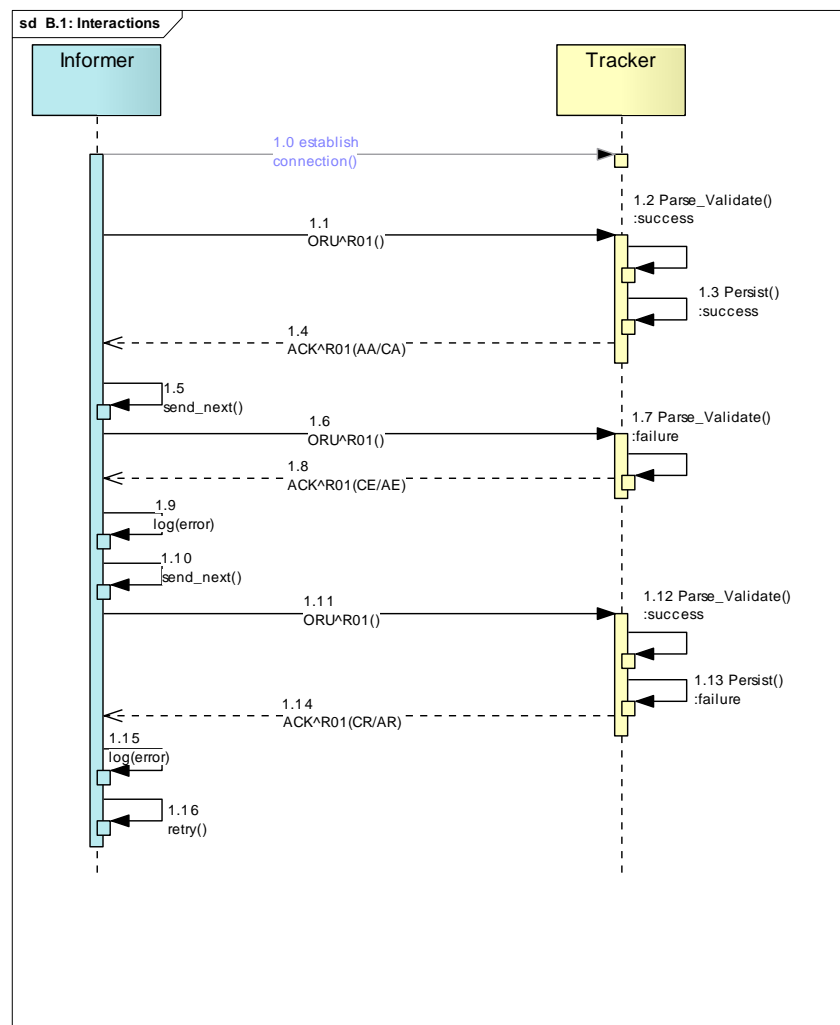 sd B.1: Interactions
Informer
Tracker
1.0 establish
connection()
1.2 Parse_Validate()
:success
1.1
ORU^R01()
1.3 Persist()
:success
1.4
ACK^R01(AA/CA)
1.5
send_next()
1.6
ORU^R01()
1.7 Parse_Validate()
:failure
1.8
ACK^R01(CE/AE)
1.9
log(error)
1.10
send_next()
1.11
ORU^R01()
1.12 Parse_Validate()
:success
1.13 Persist()
:failure
1.14
ACK^R01(CR/AR)
1.15
log(error)
1.16
retry()